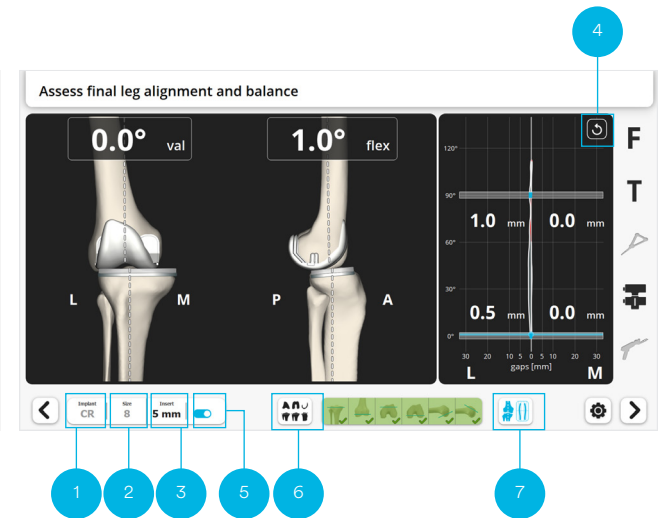 4
Assess final leg alignment and balance
0.0° val
1.0° flex
120°
90°
1.0 mm 0.0 mm
60°
30°
0.5 mm 0.0 mm
0°
30 20 10 5 0 5 10 20 30
gaps [mm]
L M
L M
P A
F
T
Implant
CR
Size
8
Insert
5 mm
1 2 3 5 6 7